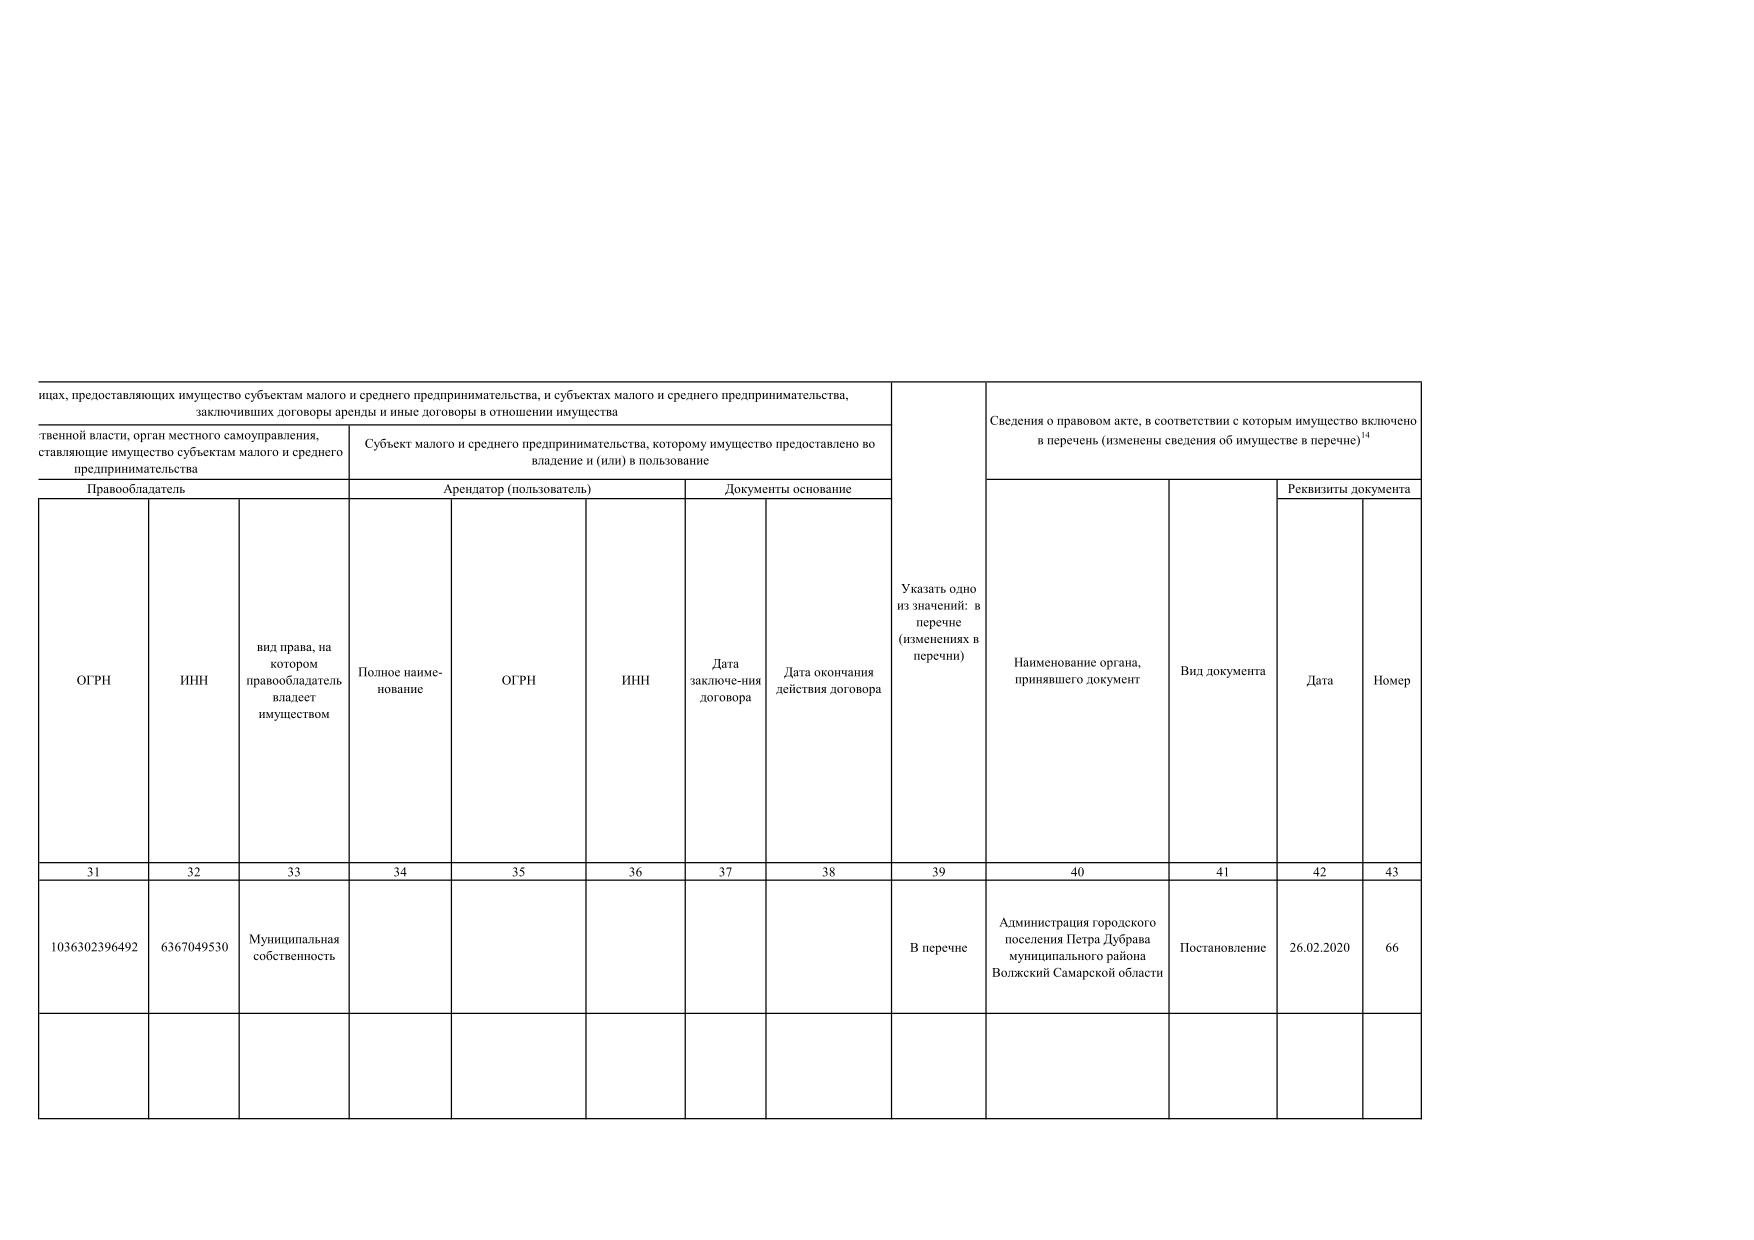 ицах, предоставляющих имущество субъектам малого и среднего предпринимательства, и субъектах малого и среднего предпринимательства,
заключивших договоры аренды и иные договоры в отношении имущества
Сведения о правовом акте, в соответствии с которым имущество включено
в перечень (изменены сведения об имуществе в перечне)14
твенной власти, орган местного самоуправления,
ставляющие имущество субъектам малого и среднего
предпринимательства
Субъект малого и среднего предпринимательства, которому имущество предоставлено во
владение и (или) в пользование
Правообладатель
Арендатор (пользователь)
Документы основание
Реквизиты документа
ОГРН
ИНН
вид права, на
котором
правообладатель
владеет
имуществом
Полное наиме-
нование
ОГРН
ИНН
Дата
заключе-ния
договора
Дата окончания
действия договора
Указать одно
из значений: в
перечне
(изменениях в
перечни)
Наименование органа,
принявшего документ
Вид документа
Дата
Номер
31 32 33 34 35 36 37 38 39 40 41 42 43
1036302396492
6367049530
Муниципальная
собственность
В перечне
Администрация городского
поселения Петра Дубрава
муниципального района
Волжский Самарской области
Постановление
26.02.2020
66